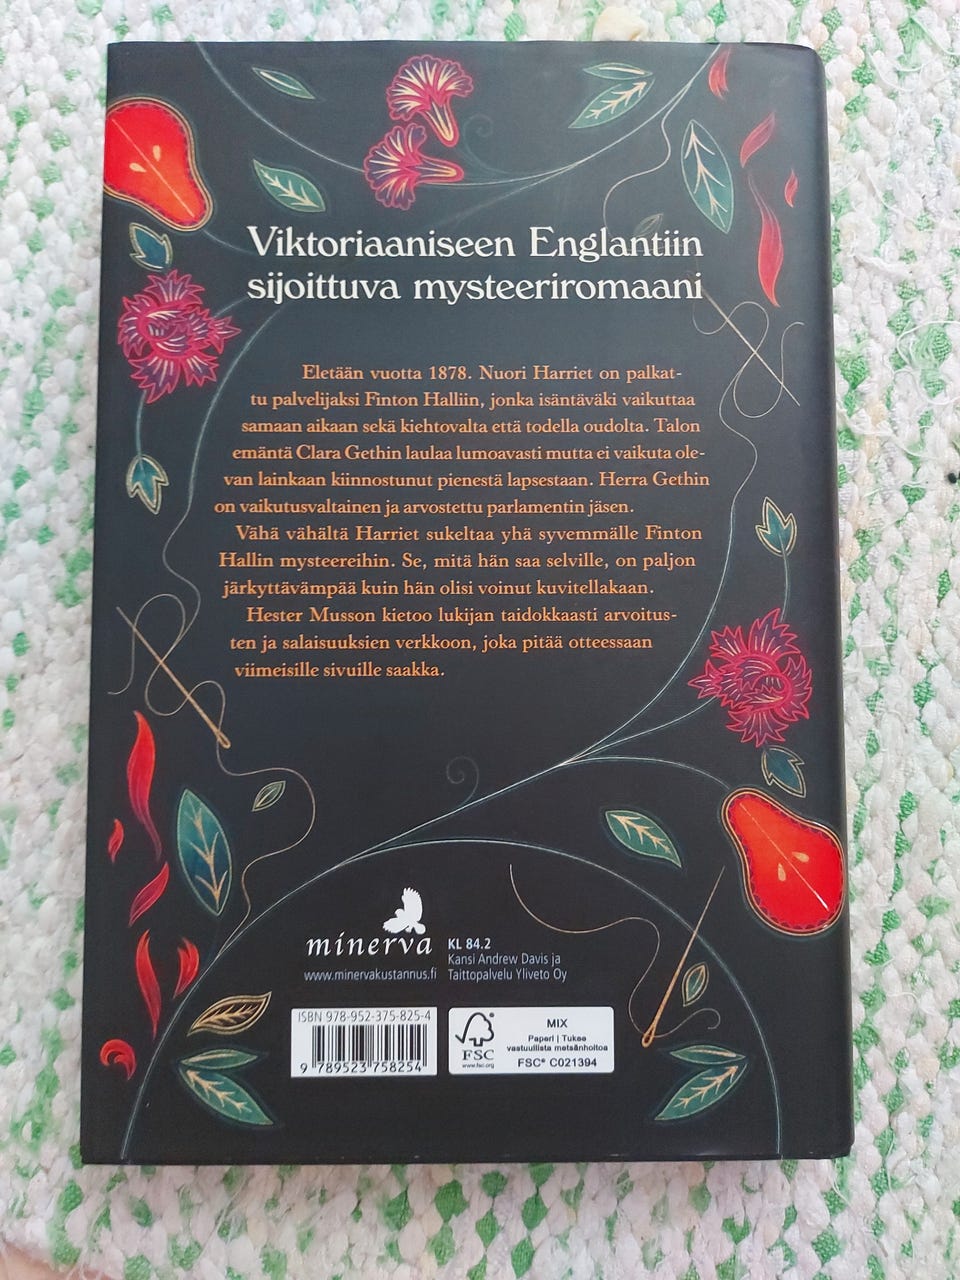 Viktoriaaniseen Englantiin
sijoittuva mysteeriromaani
Eletään vuotta 1878. Nuori Harriet on palkat-
tu palvelijaksi Finton Halliin, jonka isäntäväki vaikuttaa
samaan aikaan sekä kiehtovalta että todella oudolta. Talon
emäntä Clara Gethin laulaa lumoavasti mutta ei vaikuta ole-
van lainkaan kiinnostunut pienestä lapsestaan. Herra Gethin
on vaikutusvaltainen ja arvostettu parlamentin jäsen.
Vähä vähältä Harriet sukeltaa yhä syvemmälle Finton
Hallin mysteereihin. Se, mitä hän saa selville, on paljon
järkyttävämpää kuin hän olisi voinut kuvitellakaan.
Hester Musson kietoo lukijan taidokkaasti arvoitus-
ten ja salaisuuksien verkkoon, joka pitää otteessaan
viimeisille sivuille saakka.
minerva
www.minervakustannus.fi
KL 84.2
Kansi Andrew Davis ja
Taittopalvelu Yliveto Oy
ISBN 978-952-375-825-4
9 789523 758254
FSC
www.fsc.org
MIX
Paperi | Tukee
vastuullista metsänhoitoa
FSC® C021394